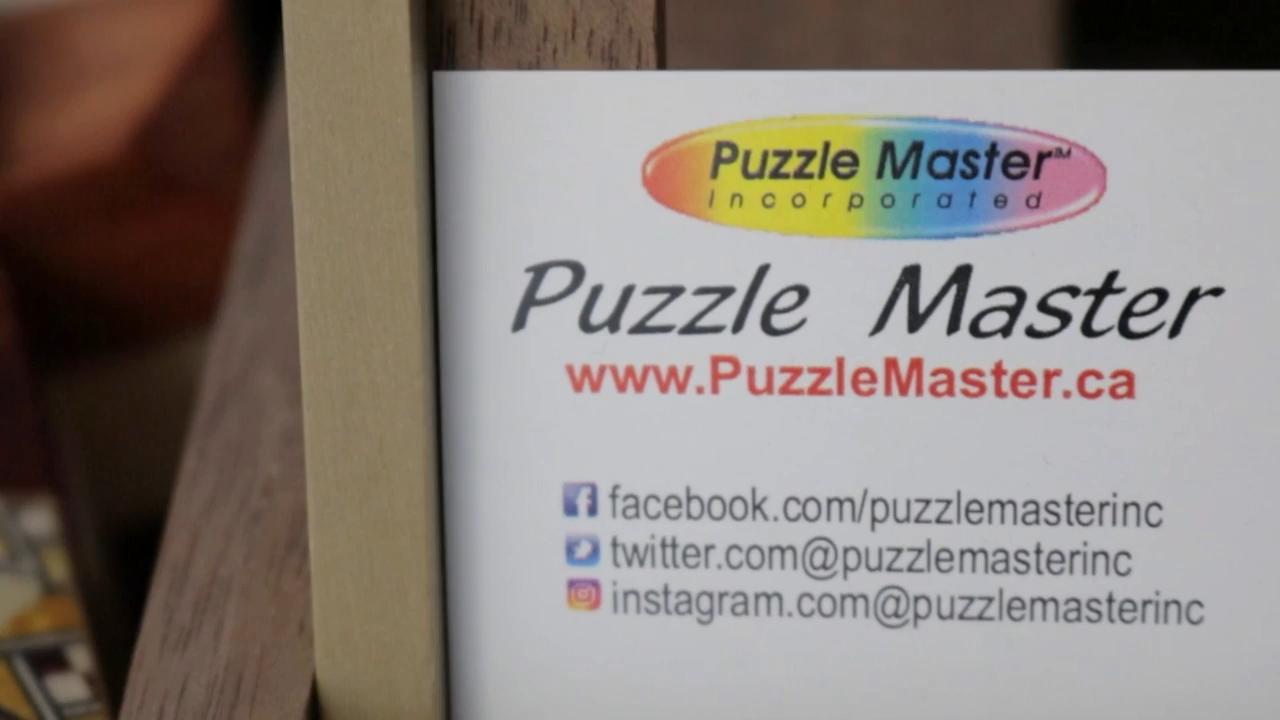 Puzzle Master™
Incorporated
Puzzle Master
www.PuzzleMaster.ca
facebook.com/puzzlemasterinc
twitter.com@puzzlemasterinc
instagram.com@puzzlemasterinc